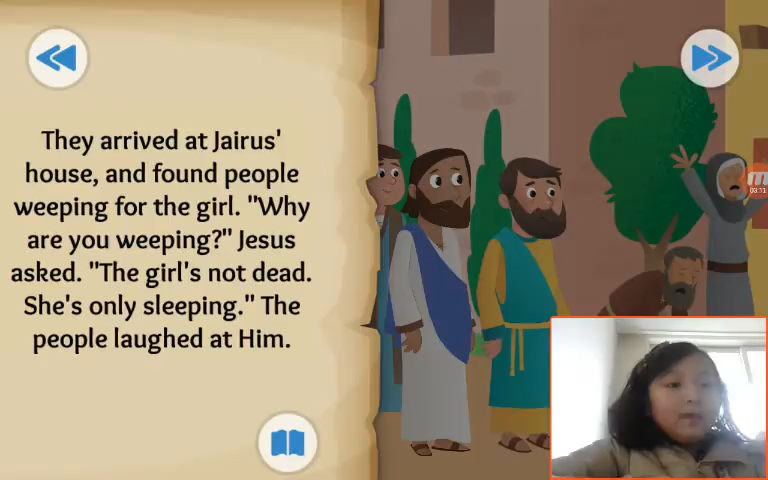 They arrived at Jairus'
house, and found people
weeping for the girl. "Why
are you weeping?" Jesus
asked. "The girl's not dead.
She's only sleeping." The
people laughed at Him.